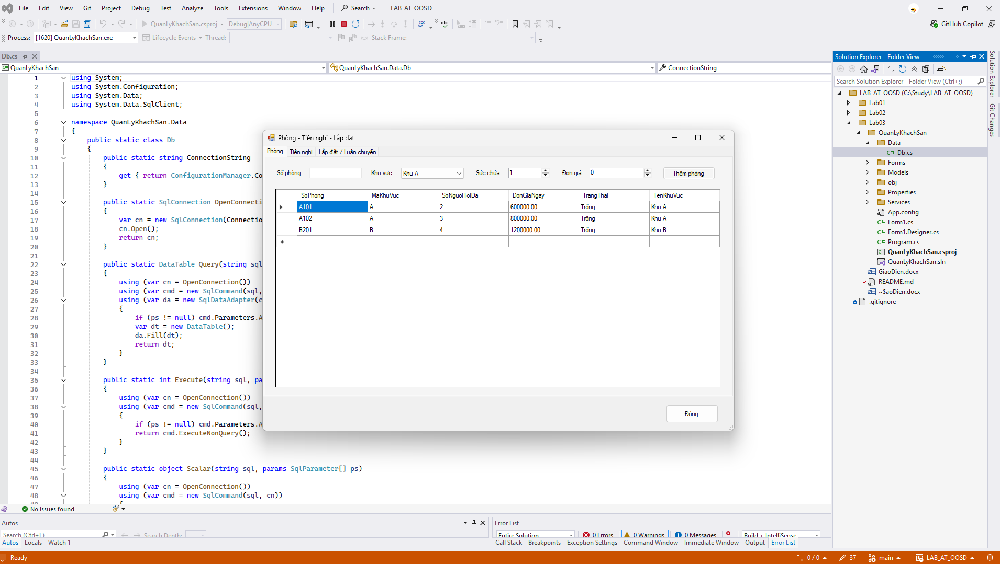 File Edit View Git Project Debug Test Analyze Tools Extensions Window Help Search LAB_AT_OOSD
QuanLyKhachSan.csproj Debug|AnyCPU GitHub Copilot
Process: [1620] QuanLyKhachSan.exe Lifecycle Events Thread: Stack Frame:
Db.cs
QuanLyKhachSan QuanLyKhachSan.Data.Db ConnectionString
1 using System;
2 using System.Configuration;
3 using System.Data;
4 using System.Data.SqlClient;
5
6 namespace QuanLyKhachSan.Data
7 {
8 public static class Db
9 {
10 public static string ConnectionString
11 {
12 get { return ConfigurationManager.Co
13 }
14
15 public static SqlConnection OpenConnectio
16 {
17 var cn = new SqlConnection(Connectio
18 cn.Open();
19 return cn;
20 }
21
22 public static DataTable Query(string sql
23 {
24 using (var cn = OpenConnection())
25 using (var cmd = new SqlCommand(sql,
26 using (var da = new SqlDataAdapter(c
27 {
28 if (ps != null) cmd.Parameters.A
29 var dt = new DataTable();
30 da.Fill(dt);
31 return dt;
32 }
33 }
34
35 public static int Execute(string sql, pa
36 {
37 using (var cn = OpenConnection())
38 using (var cmd = new SqlCommand(sql,
39 {
40 if (ps != null) cmd.Parameters.A
41 return cmd.ExecuteNonQuery();
42 }
43 }
44
45 public static object Scalar(string sql, params SqlParameter[] ps)
46 {
47 using (var cn = OpenConnection())
48 using (var cmd = new SqlCommand(sql, cn))
{
No issues found
Phòng - Tiện nghi - Lắp đặt
Phòng Tiện nghi Lắp đặt / Luân chuyển
Số phòng: Khu vực: Khu A Sức chứa: 1 Đơn giá: 0 Thêm phòng
SoPhong MaKhuVuc SoNguoiToiDa DonGiaNgay TrangThai TenKhuVuc
A101 A 2 600000.00 Trống Khu A
A102 A 3 800000.00 Trống Khu A
B201 B 4 1200000.00 Trống Khu B
Đóng
Solution Explorer - Folder View
Search Solution Explorer - Folder View (Ctrl+;)
LAB_AT_OOSD (C:\Study\LAB_AT_OOSD)
Lab01
Lab02
Lab03
QuanLyKhachSan
Data
C# Db.cs
Forms
Models
obj
Properties
Services
App.config
C# Form1.cs
C# Form1.Designer.cs
C# Program.cs
QuanLyKhachSan.csproj
QuanLyKhachSan.sln
GiaoDien.docx
README.md
~$aoDien.docx
.gitignore
Solution Explorer
Git Changes
Autos
Search (Ctrl+E) Search Depth:
Autos Locals Watch 1
Error List
Entire Solution 0 Errors 0 Warnings 0 Messages Build + IntelliSense
Call Stack Breakpoints Exception Settings Command Window Immediate Window Output Error List
Ready 0 / 0 37 main LAB_AT_OOSD